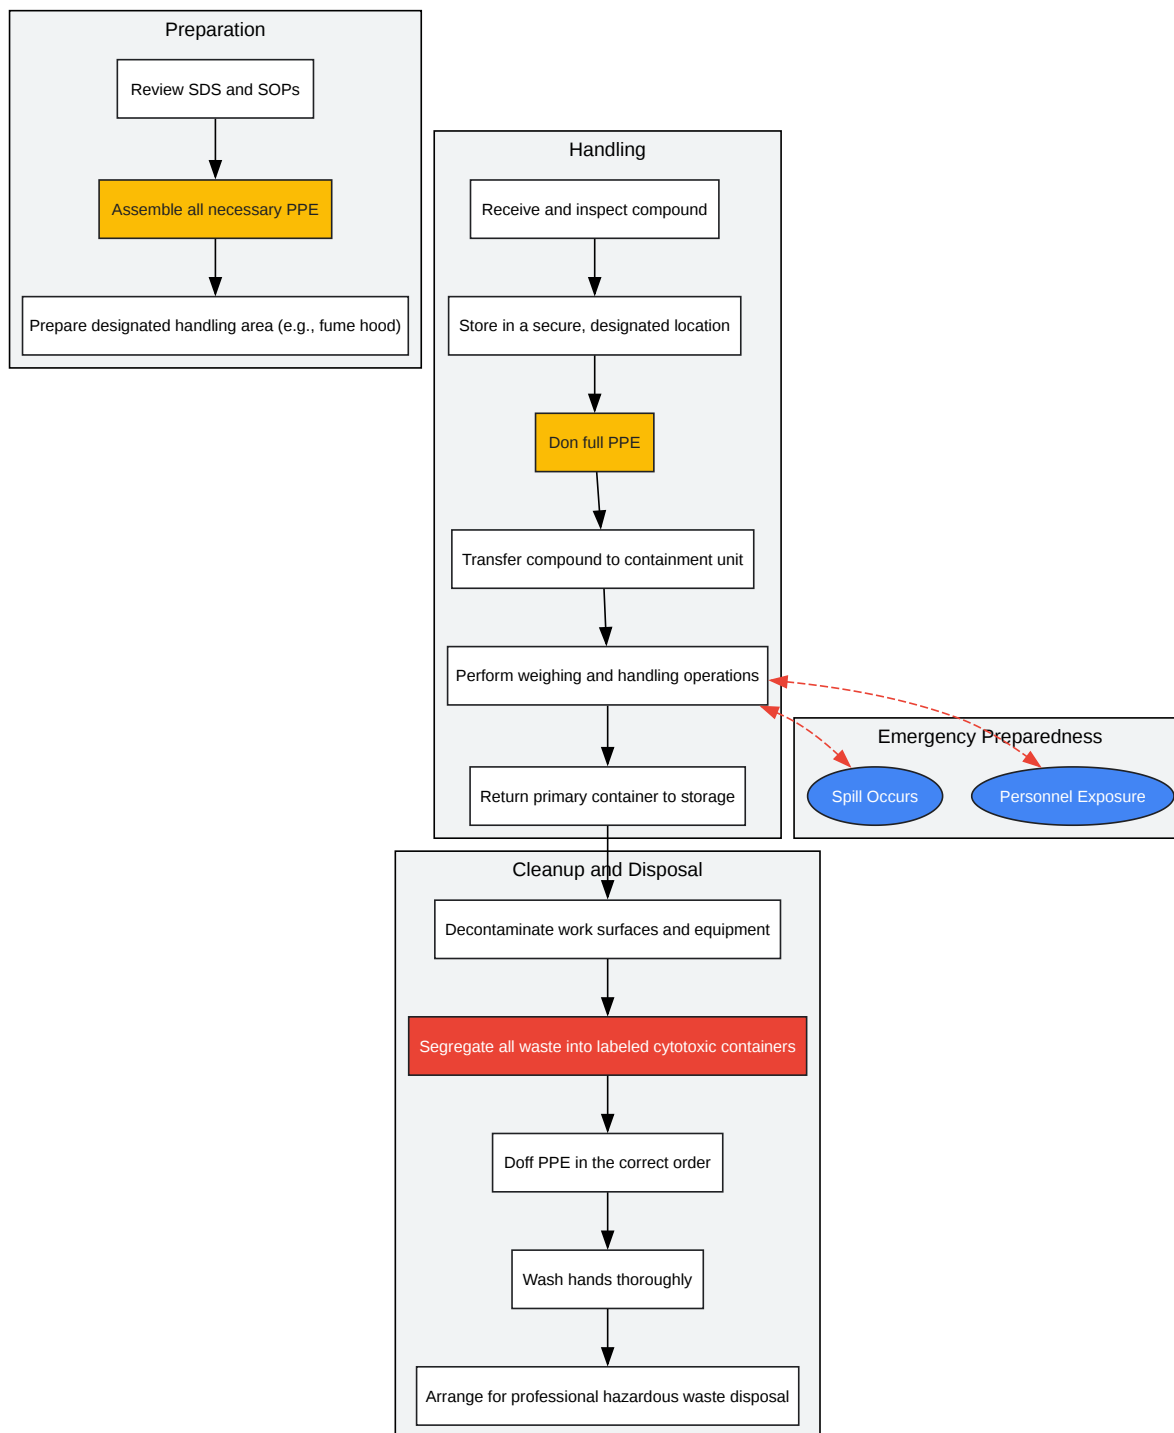 Preparation
Review SDS and SOPs
Assemble all necessary PPE
Prepare designated handling area (e.g., fume hood)
Handling
Receive and inspect compound
Store in a secure, designated location
Don full PPE
Transfer compound to containment unit
Perform weighing and handling operations
Return primary container to storage
Emergency Preparedness
Spill Occurs
Personnel Exposure
Cleanup and Disposal
Decontaminate work surfaces and equipment
Segregate all waste into labeled cytotoxic containers
Doff PPE in the correct order
Wash hands thoroughly
Arrange for professional hazardous waste disposal